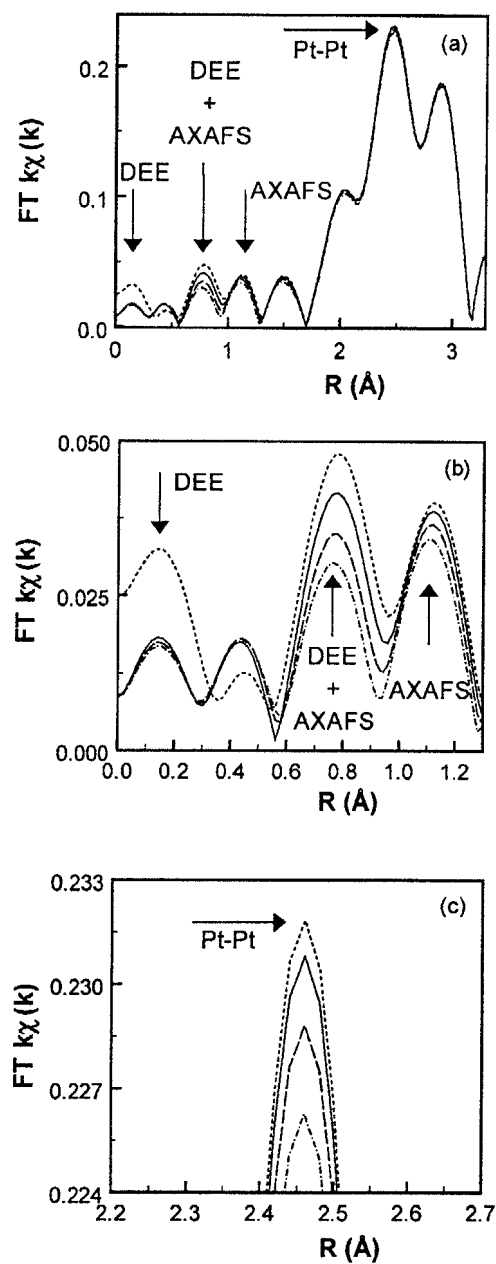 (a)
Pt-Pt
DEE
+
AXAFS
DEE
AXAFS
FT kχ(k)
0.2
0.1
0.0
0
1
2
3
R (Å)
(b)
0.050
0.025
0.000
DEE
DEE
+
AXAFS
AXAFS
FT kχ(k)
0.0 0.2 0.4 0.6 0.8 1.0 1.2
R (Å)
(c)
0.233
0.230
0.227
0.224
Pt-Pt
FT kχ(k)
2.2 2.3 2.4 2.5 2.6 2.7
R (Å)